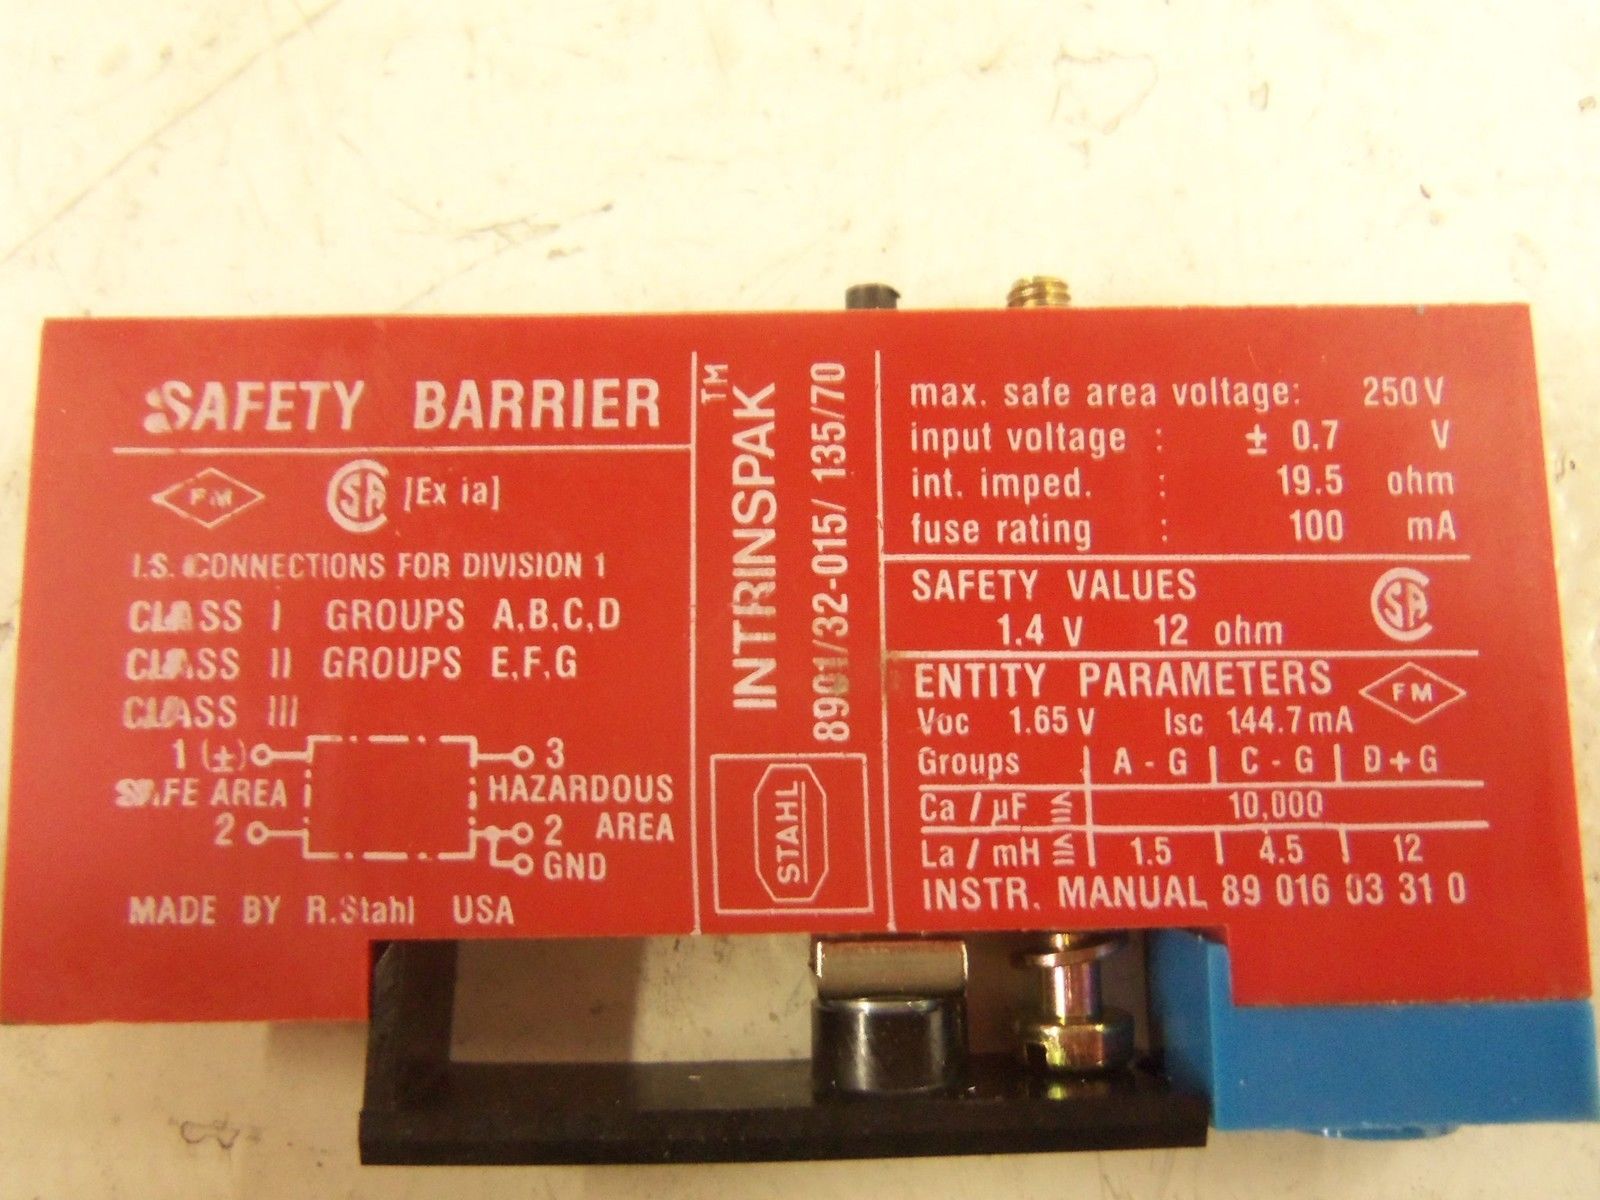 SAFETY BARRIER
FM
CSA [Ex ia]
I.S. CONNECTIONS FOR DIVISION 1
CLASS I GROUPS A,B,C,D
CLASS II GROUPS E,F,G
CLASS III
1 (±) 3
SAFE AREA HAZARDOUS
2 2 AREA
GND
MADE BY R.Stahl USA
INTRINSPAK™
8901/32-015/135/70
STAHL
max. safe area voltage: 250 V
input voltage : ± 0.7 V
int. imped. : 19.5 ohm
fuse rating : 100 mA
SAFETY VALUES CSA
1.4 V 12 ohm
ENTITY PARAMETERS FM
Voc 1.65 V Isc 144.7 mA
Groups A - G C - G D + G
Ca / µF ≦ 10,000
La / mH ≦ 1.5 4.5 12
INSTR. MANUAL 89 016 03 31 0